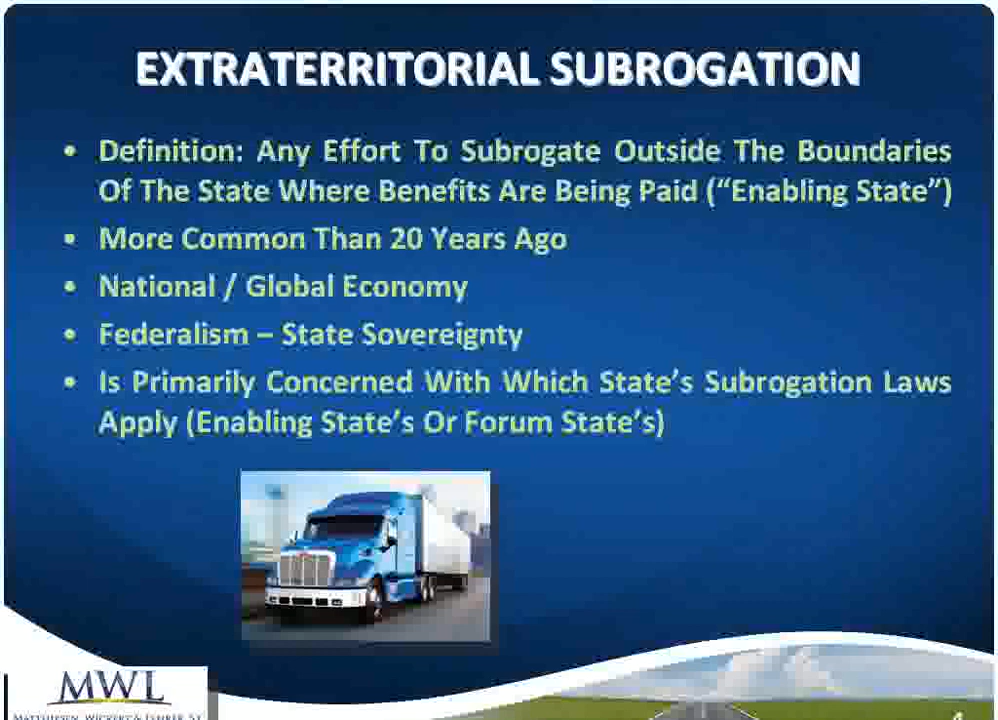 EXTRATERRITORIAL SUBROGATION
• Definition: Any Effort To Subrogate Outside The Boundaries
Of The State Where Benefits Are Being Paid (“Enabling State”)
• More Common Than 20 Years Ago
• National / Global Economy
• Federalism – State Sovereignty
• Is Primarily Concerned With Which State’s Subrogation Laws
Apply (Enabling State’s Or Forum State’s)
MWL